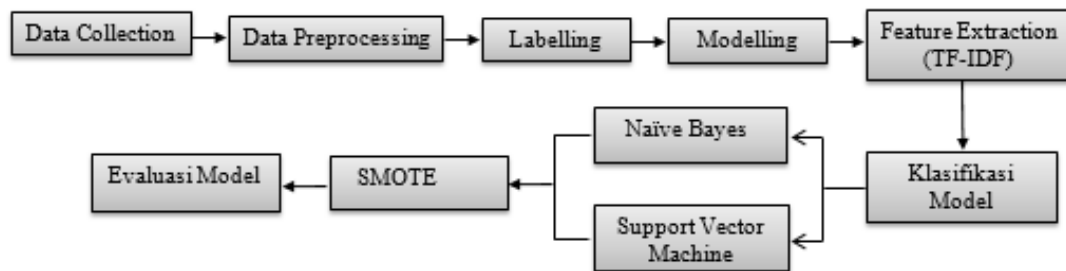 Data Collection
Data Preprocessing
Labelling
Modelling
Feature Extraction
(TF-IDF)
Klasifikasi
Model
Naïve Bayes
Support Vector
Machine
SMOTE
Evaluasi Model